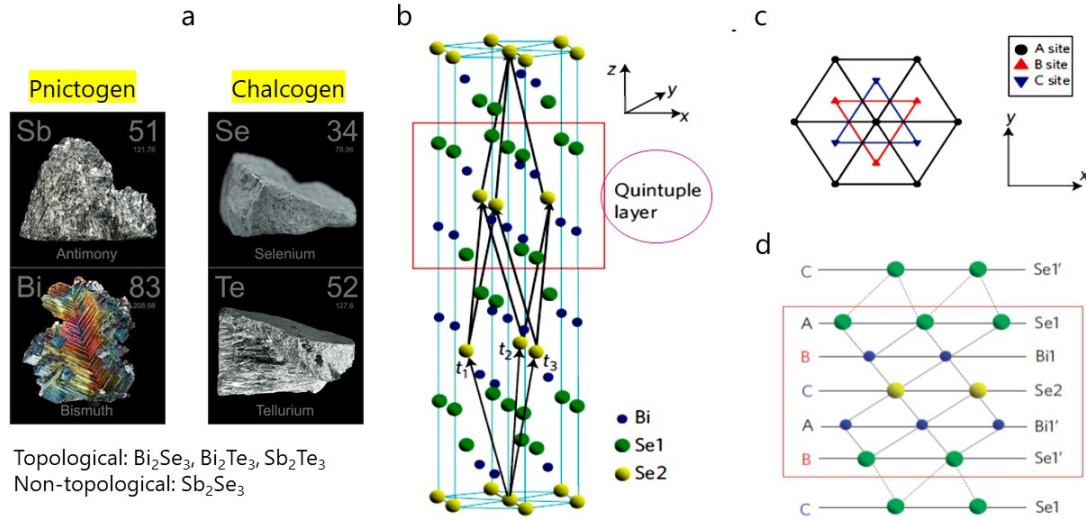 a
Pnictogen
Chalcogen
Sb 51
121.76
Antimony
Se 34
78.96
Selenium
Bi 83
208.98
Bismuth
Te 52
127.6
Tellurium
Topological: Bi₂Se₃, Bi₂Te₃, Sb₂Te₃
Non-topological: Sb₂Se₃
b
z
y
x
Quintuple
layer
t₁
t₂
t₃
Bi
Se1
Se2
c
A site
B site
C site
y
x
d
C Se1′
A Se1
B Bi1
C Se2
A Bi1′
B Se1′
C Se1